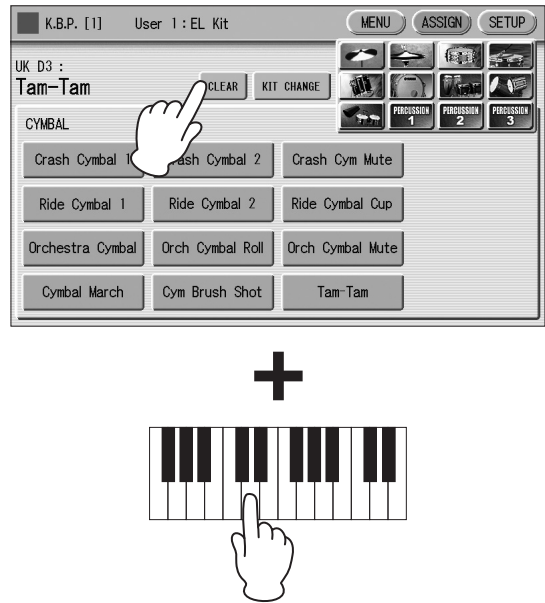 K.B.P. [1] User 1:EL Kit MENU ASSIGN SETUP
UK D3 :
Tam-Tam CLEAR KIT CHANGE
PERCUSSION 1 PERCUSSION 2 PERCUSSION 3
CYMBAL
Crash Cymbal 1 Crash Cymbal 2 Crash Cym Mute
Ride Cymbal 1 Ride Cymbal 2 Ride Cymbal Cup
Orchestra Cymbal Orch Cymbal Roll Orch Cymbal Mute
Cymbal March Cym Brush Shot Tam-Tam
+